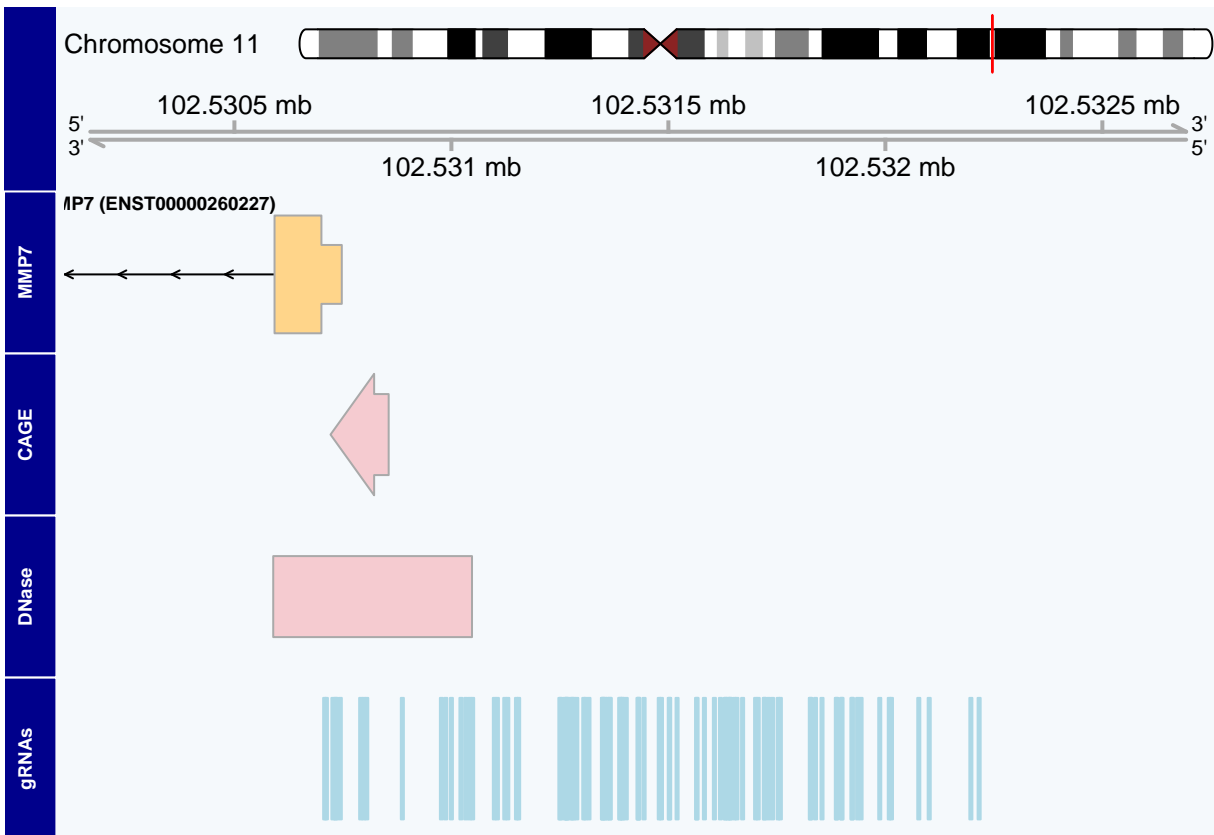 Chromosome 11
102.5305 mb
102.5315 mb
102.5325 mb
5'
3'
3'
5'
102.531 mb
102.532 mb
MP7 (ENST00000260227)
MMP7
CAGE
DNase
gRNAs